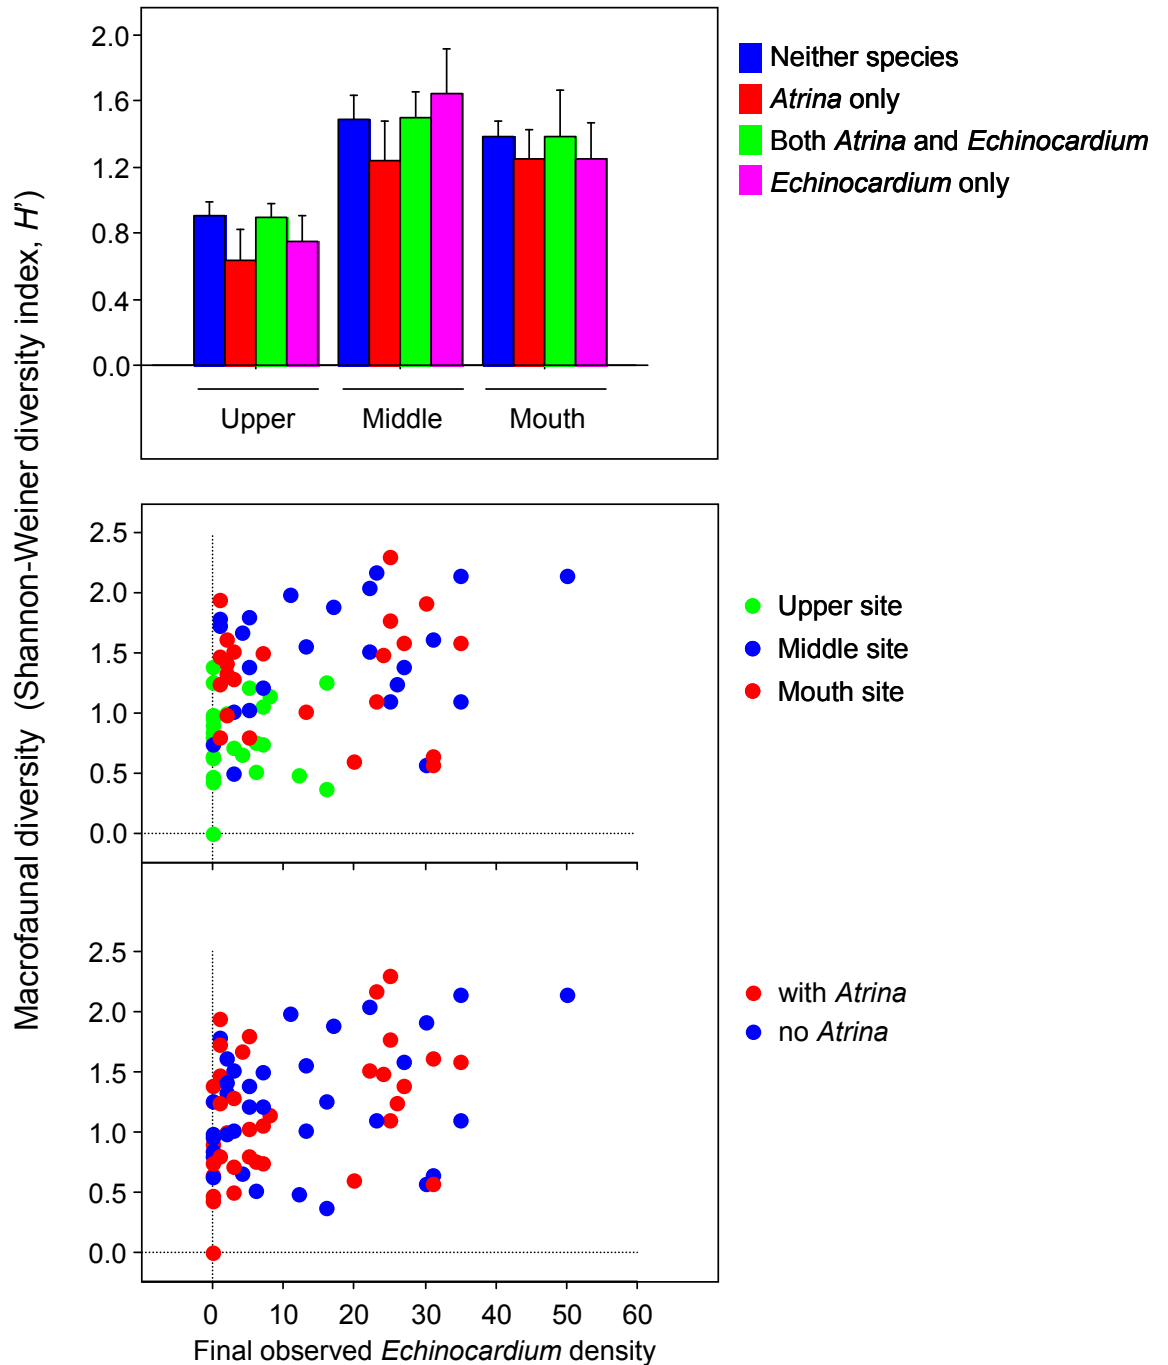 Macrofaunal diversity (Shannon-Weiner diversity index, H')
2.0
1.6
1.2
0.8
0.4
0.0
Upper Middle Mouth
Neither species
Atrina only
Both Atrina and Echinocardium
Echinocardium only
2.5
2.0
1.5
1.0
0.5
0.0
Upper site
Middle site
Mouth site
2.5
2.0
1.5
1.0
0.5
0.0
with Atrina
no Atrina
0 10 20 30 40 50 60
Final observed Echinocardium density